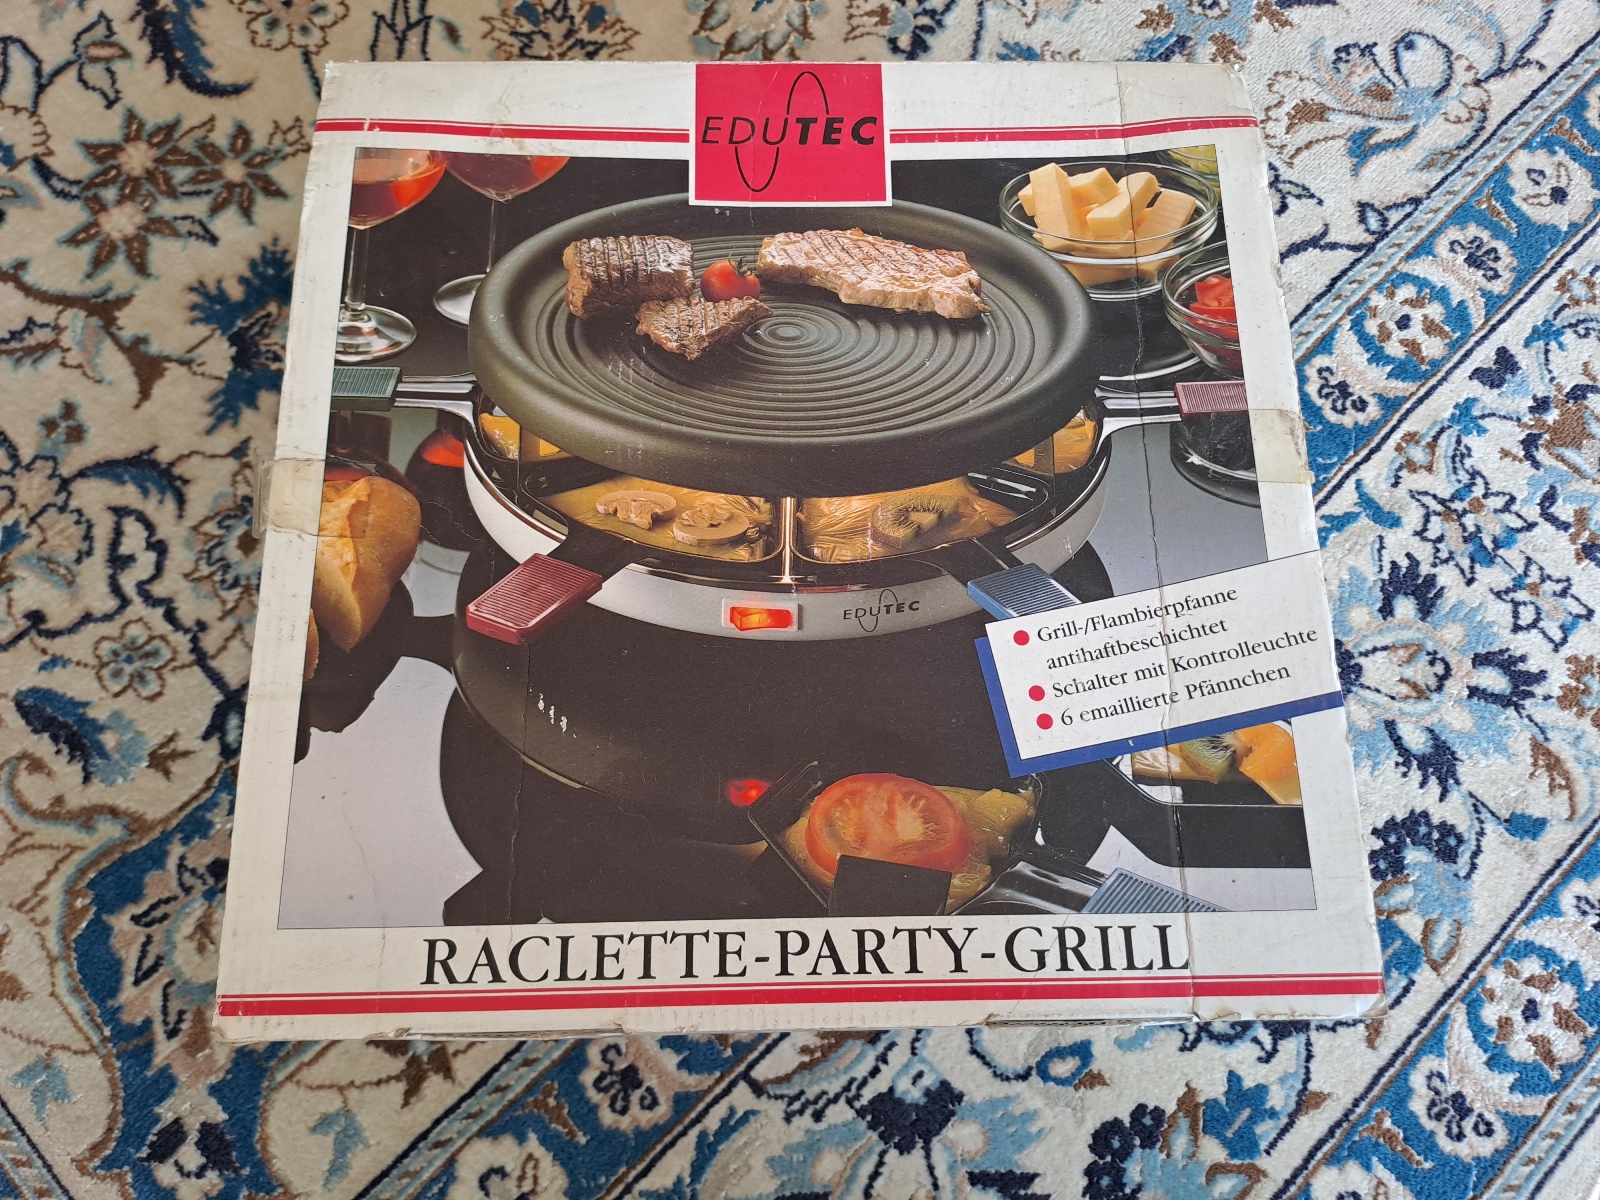 EDUTEC
EDUTEC
Grill-/Flambierpfanne
antihaftbeschichtet
Schalter mit Kontrolleuchte
6 emaillierte Pfännchen
RACLETTE-PARTY-GRILL